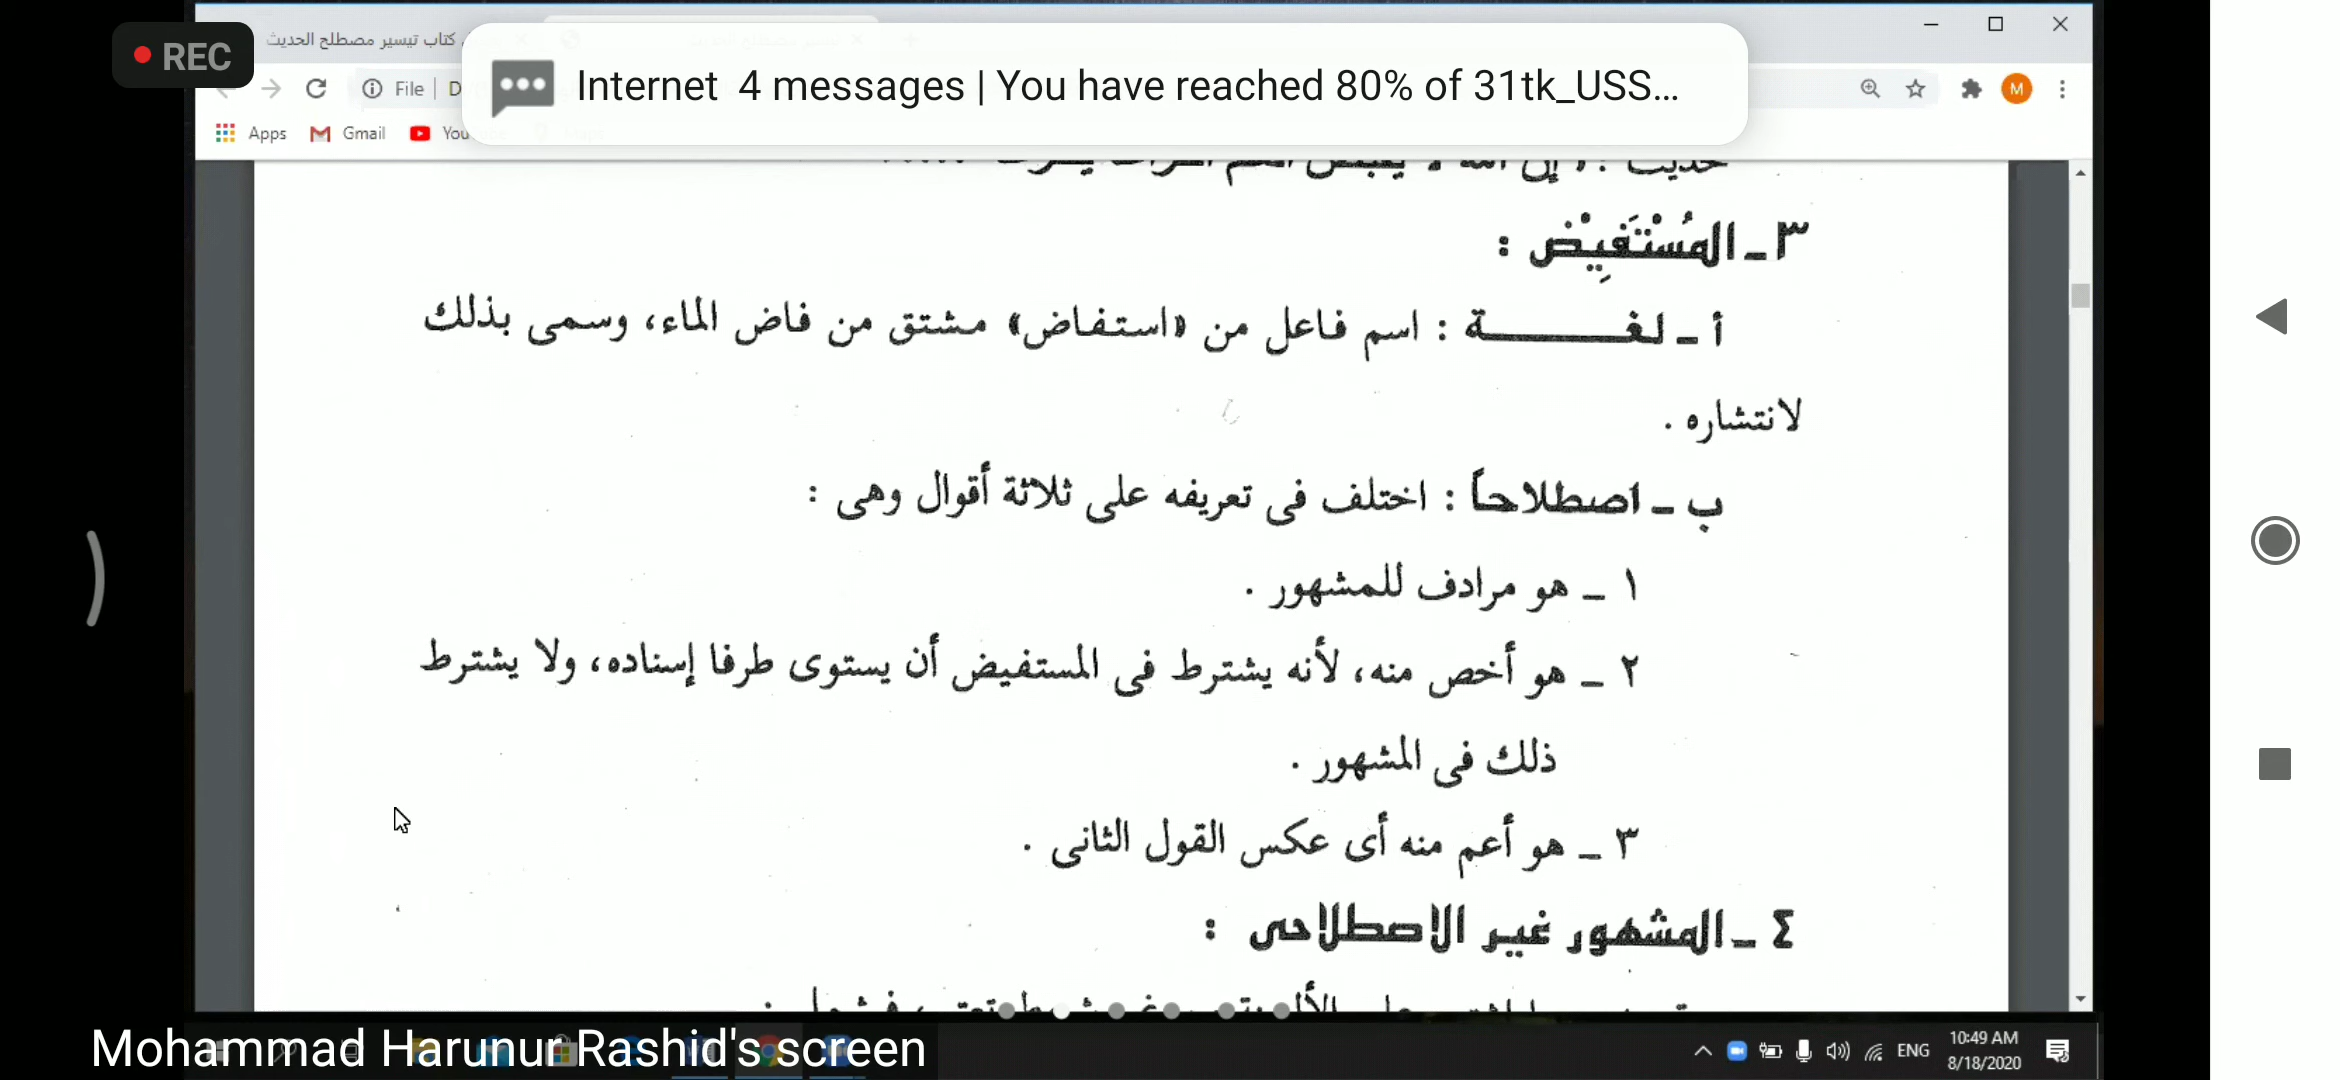 REC
كتاب تيسير مصطلح الحديث
Internet 4 messages | You have reached 80% of 31tk_USS...
File
M
Apps
Gmail
You
٣ ـ المُسْتَفِيْض :
أ ـ لغـــــــة : اسم فاعل من «استفاض» مشتق من فاض الماء، وسمى بذلك
لانتشاره .
ب ـ اصطلاحاً : اختلف فى تعريفه على ثلاثة أقوال وهى :
١ ـ هو مرادف للمشهور .
٢ ـ هو أخص منه، لأنه يشترط فى المستفيض أن يستوى طرفا إسناده، ولا يشترط
ذلك فى المشهور .
٣ ـ هو أعم منه أى عكس القول الثانى .
٤ ـ المشهور غير الاصطلاحى :
Mohammad Harunur Rashid's screen
ENG
10:49 AM
8/18/2020